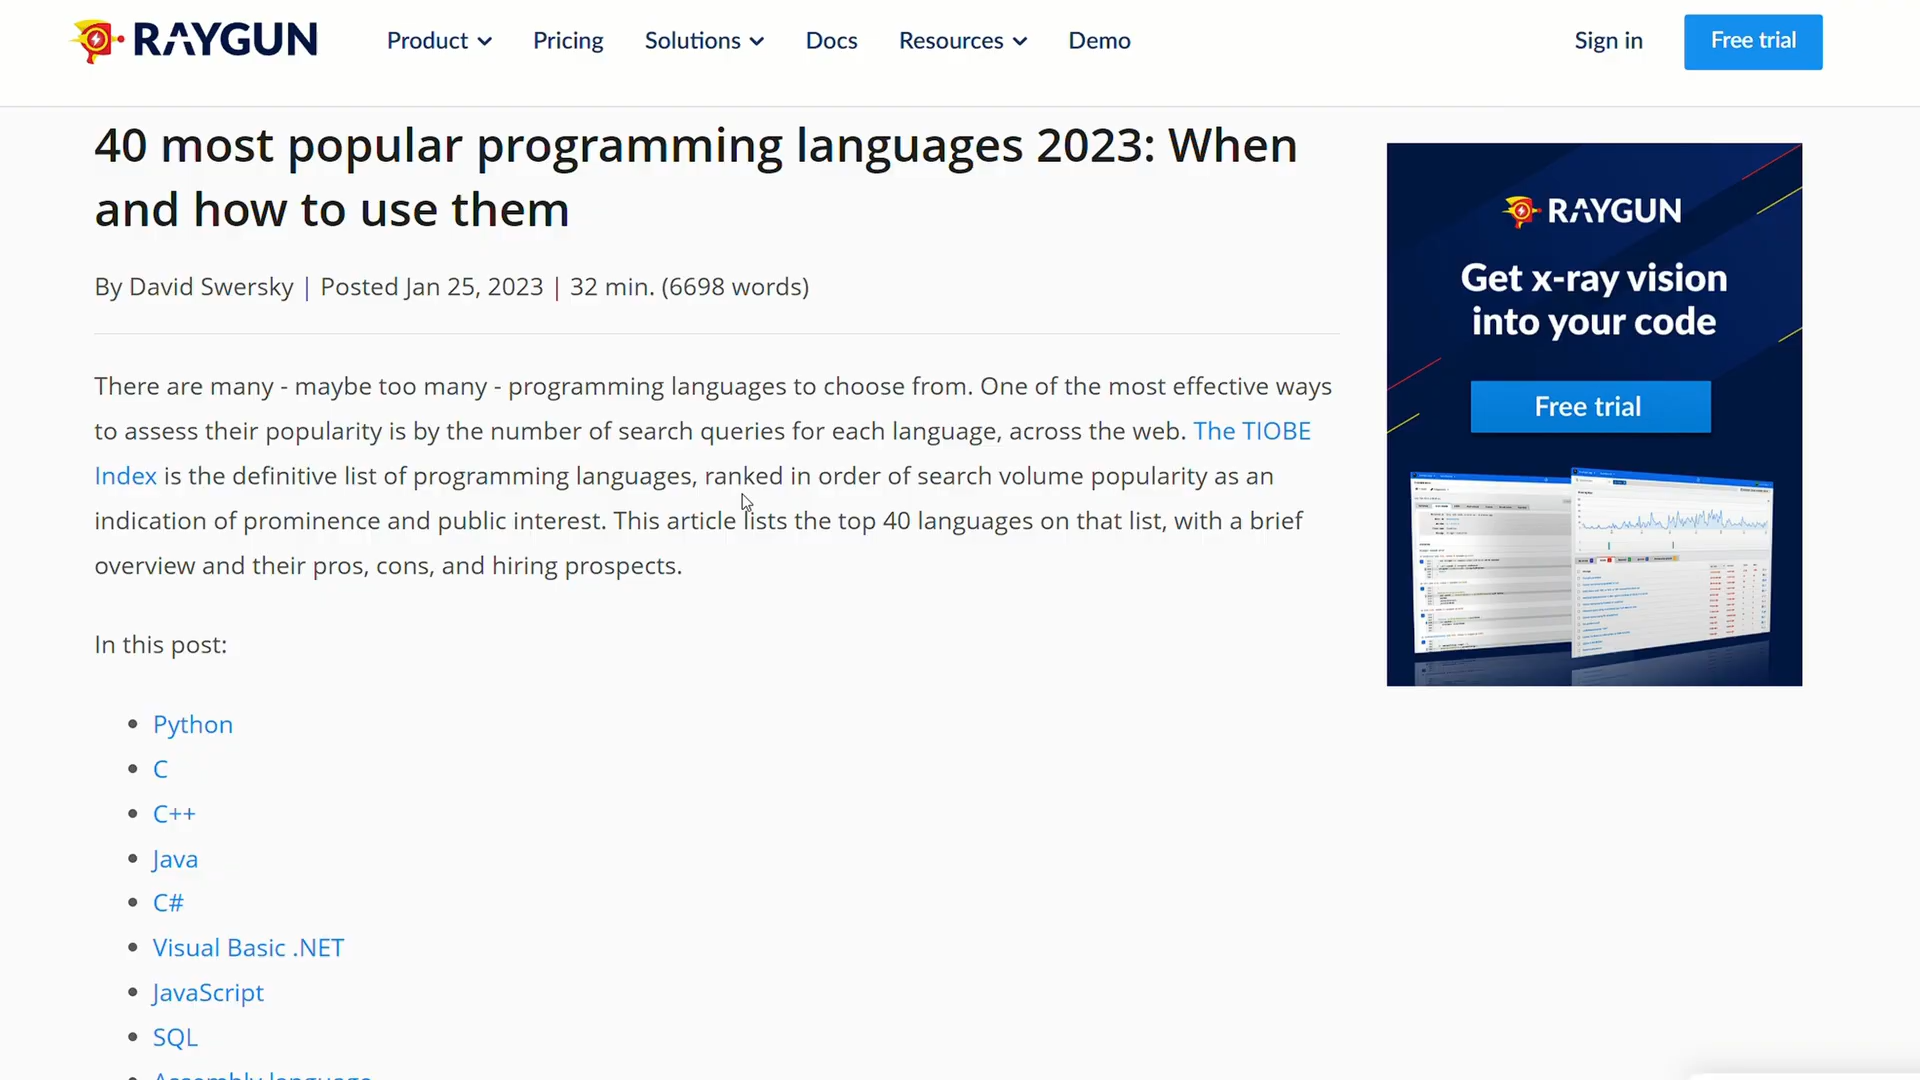 RAYGUN
Product
Pricing
Solutions
Docs
Resources
Demo
Sign in
Free trial
40 most popular programming languages 2023: When
and how to use them
By David Swersky | Posted Jan 25, 2023 | 32 min. (6698 words)
There are many - maybe too many - programming languages to choose from. One of the most effective ways
to assess their popularity is by the number of search queries for each language, across the web. The TIOBE
Index is the definitive list of programming languages, ranked in order of search volume popularity as an
indication of prominence and public interest. This article lists the top 40 languages on that list, with a brief
overview and their pros, cons, and hiring prospects.
In this post:
Python
C
C++
Java
C#
Visual Basic .NET
JavaScript
SQL
Assembly language
RAYGUN
Get x-ray vision
into your code
Free trial